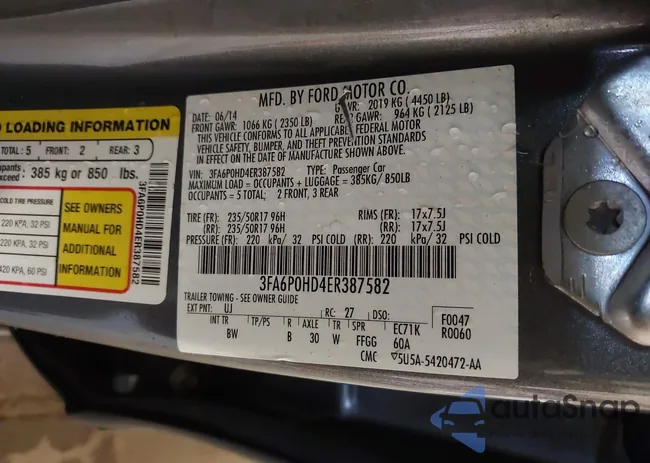 O LOADING INFORMATION
TOTAL: 5 FRONT: 2 REAR: 3
upants
exceed. 385 kg or 850 lbs.
COLD TIRE PRESSURE
220 KPA, 32 PSI
220 KPA, 32 PSI
420 KPA, 60 PSI
SEE OWNERS
MANUAL FOR
ADDITIONAL
INFORMATION
3FA6P0HD4ER387582
MFD. BY FORD MOTOR CO.
DATE: 06/14 GVWR: 2019 KG ( 4450 LB)
FRONT GAWR: 1066 KG ( 2350 LB) REAR GAWR: 964 KG ( 2125 LB)
THIS VEHICLE CONFORMS TO ALL APPLICABLE FEDERAL MOTOR
VEHICLE SAFETY, BUMPER, AND THEFT PREVENTION STANDARDS
IN EFFECT ON THE DATE OF MANUFACTURE SHOWN ABOVE.
VIN: 3FA6P0HD4ER387582 TYPE: Passenger Car
MAXIMUM LOAD = OCCUPANTS + LUGGAGE = 385KG/ 850LB
OCCUPANTS = 5 TOTAL: 2 FRONT, 3 REAR
TIRE (FR): 235/50R17 96H RIMS (FR): 17x7.5J
(RR): 235/50R17 96H (RR): 17x7.5J
PRESSURE (FR): 220 kPa/ 32 PSI COLD (RR): 220 kPa/ 32 PSI COLD
3FA6P0HD4ER387582
TRAILER TOWING - SEE OWNER GUIDE
EXT PNT: UJ RC: 27 DSO: F0047
INT TR TP/PS R AXLE TR SPR EC71K R0060
BW B 30 W FFGG 60A
CMC ▽5U5A-5420472-AA
autoSnap